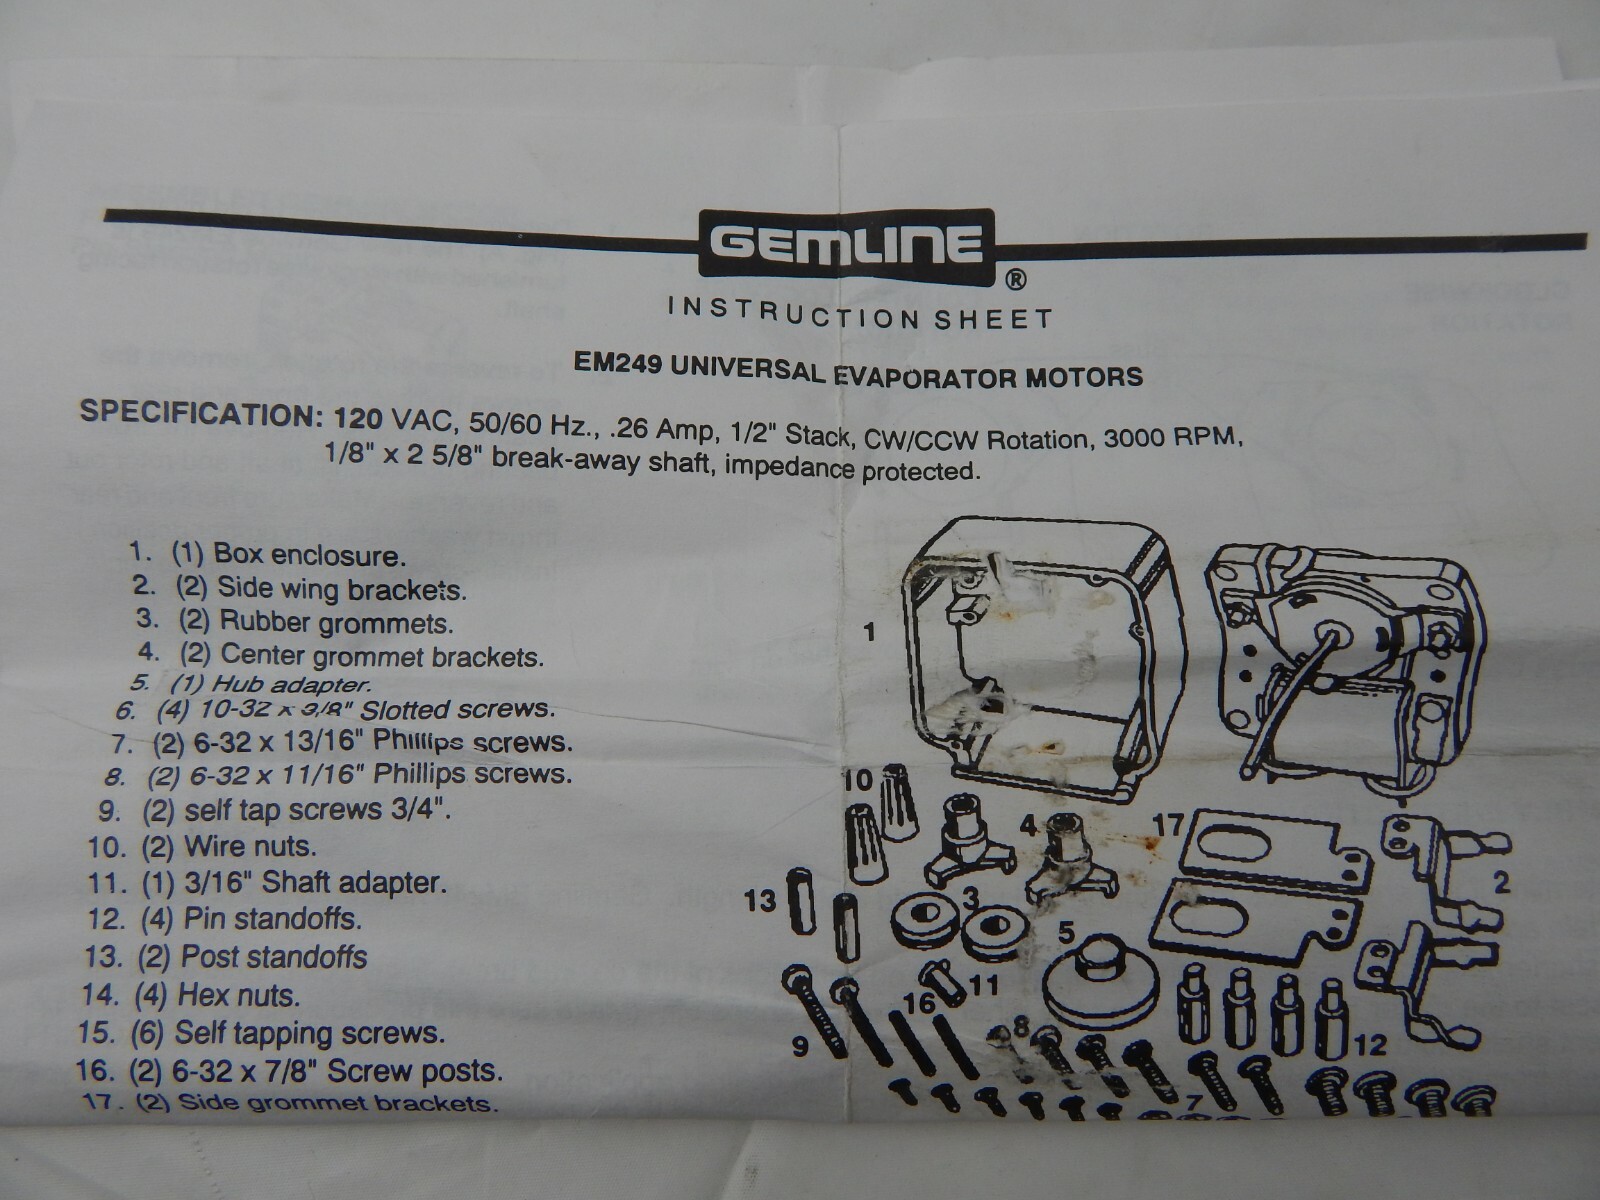 GEMLINE®
INSTRUCTION SHEET
EM249 UNIVERSAL EVAPORATOR MOTORS
SPECIFICATION: 120 VAC, 50/60 Hz., .26 Amp, 1/2" Stack, CW/CCW Rotation, 3000 RPM,
1/8" x 2 5/8" break-away shaft, impedance protected.
1. (1) Box enclosure.
2. (2) Side wing brackets.
3. (2) Rubber grommets.
4. (2) Center grommet brackets.
5. (1) Hub adapter.
6. (4) 10-32 x 3/8" Slotted screws.
7. (2) 6-32 x 13/16" Phillips screws.
8. (2) 6-32 x 11/16" Phillips screws.
9. (2) self tap screws 3/4".
10. (2) Wire nuts.
11. (1) 3/16" Shaft adapter.
12. (4) Pin standoffs.
13. (2) Post standoffs
14. (4) Hex nuts.
15. (6) Self tapping screws.
16. (2) 6-32 x 7/8" Screw posts.
17. (2) Side grommet brackets.
1
10
4
17
2
13
3
5
11
16
9
8
12
7